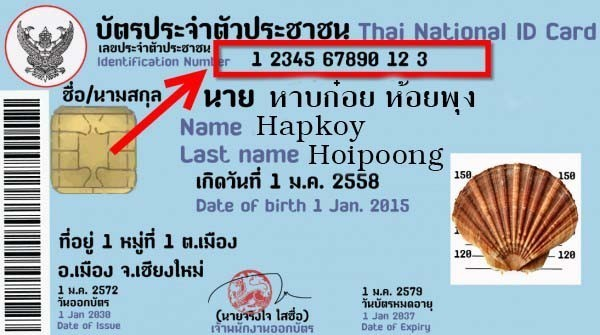 บัตรประจำตัวประชาชน Thai National ID Card
เลขประจำตัวประชาชน
Identification Number 1 2345 67890 12 3
ชื่อ/นามสกุล นาย หาบก๋อย ห้อยพุง
Name Hapkoy
Last name Hoipoong
เกิดวันที่ 1 ม.ค. 2558
Date of birth 1 Jan. 2015
ที่อยู่ 1 หมู่ที่ 1 ต.เมือง
อ.เมือง จ.เชียงใหม่
1 ม.ค. 2572
วันออกบัตร
1 Jan 2030
Date of Issue
(นายจริงใจ ใสซื่อ)
เจ้าพนักงานออกบัตร
1 ม.ค. 2579
วันบัตรหมดอายุ
1 Jan 2037
Date of Expiry
150 150
120 120